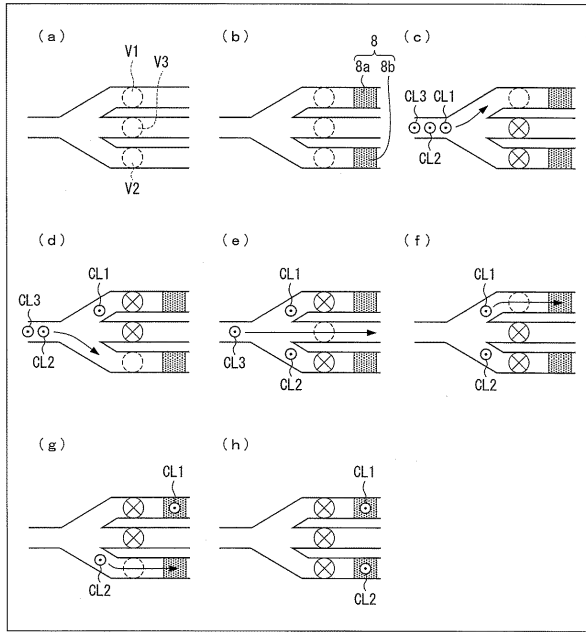 (a)
V1
V3
V2
(b)
8
8a 8b
(c)
CL3 CL1
CL2
(d)
CL1
CL3
CL2
(e)
CL1
CL3
CL2
(f)
CL1
CL2
(g)
CL1
CL2
(h)
CL1
CL2